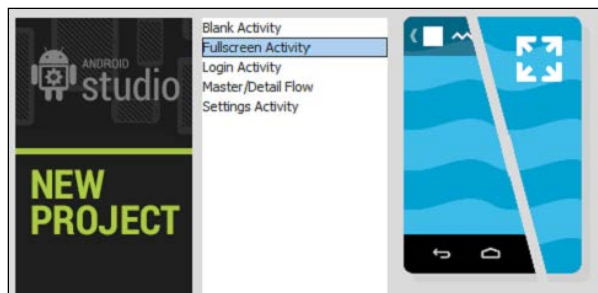 ANDROID
studio
NEW
PROJECT
Blank Activity
Fullscreen Activity
Login Activity
Master/Detail Flow
Settings Activity